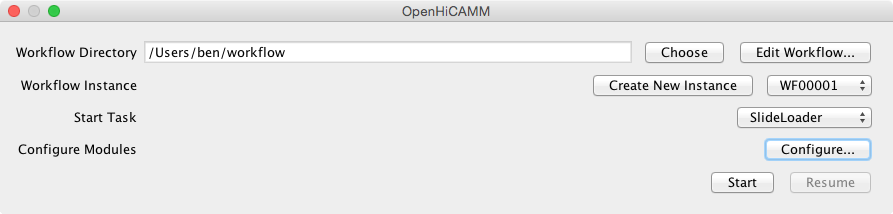 OpenHiCAMM
Workflow Directory /Users/ben/workflow Choose Edit Workflow...
Workflow Instance Create New Instance WF00001
Start Task SlideLoader
Configure Modules Configure...
Start Resume